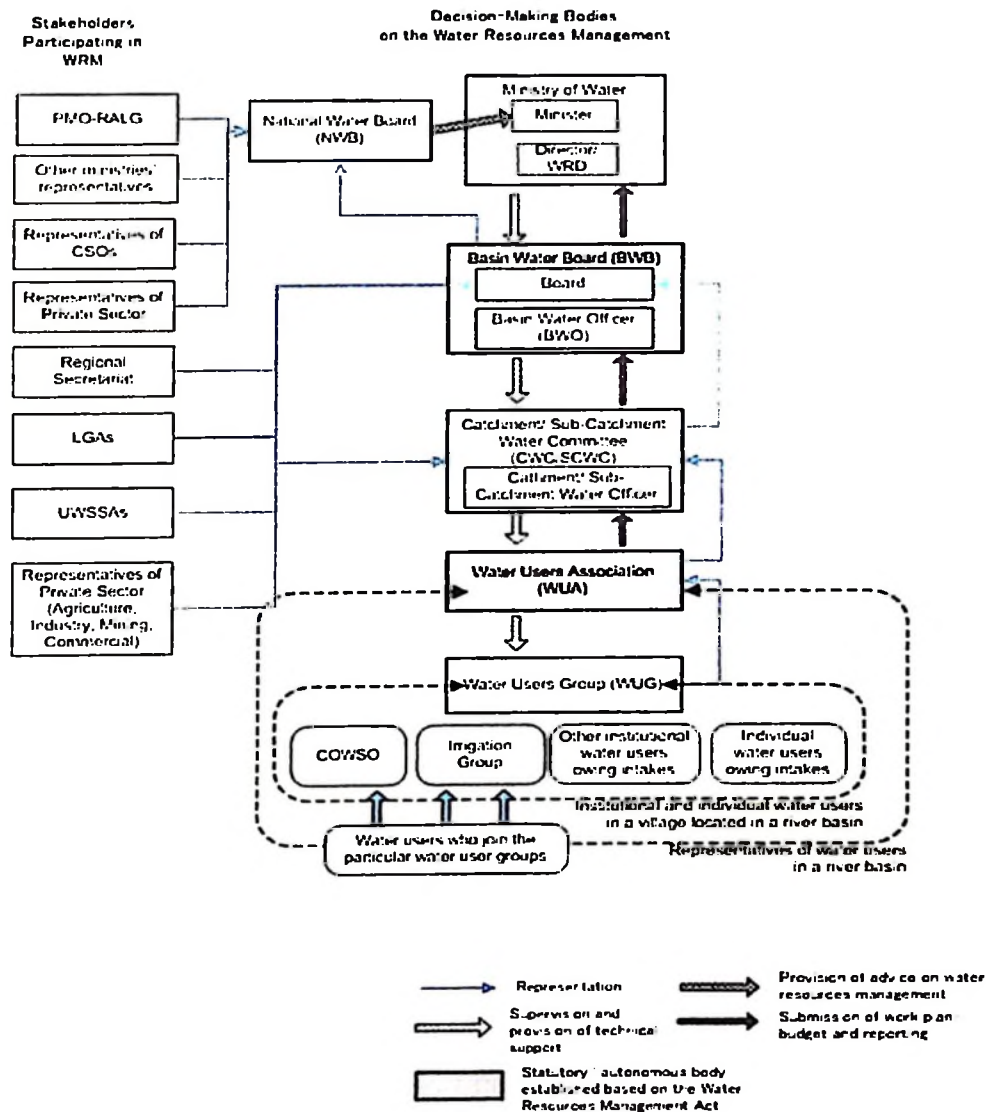 Stakeholders
Participating in
WRM
Decision-Making Bodies
on the Water Resources Management
PMO-RALG
Other ministries'
representatives
Representatives of
CSOs
Representatives of
Private Sector
Regional
Secretariat
LGAs
UWSSAs
Representatives of
Private Sector
(Agriculture,
Industry, Mining,
Commercial)
National Water Board
(NWB)
Ministry of Water
Minister
Director/
WRD
Basin Water Board (BWB)
Board
Basin Water Officer
(BWO)
Catchment/ Sub-Catchment
Water Committee
(CWC/SCWC)
Cathment/ Sub-
Catchment Water Officer
Water Users Association
(WUA)
Water Users Group (WUG)
COWSO
Irrigation
Group
Other institutional
water users
owing intakes
Individual
water users
owing intakes
Institutional and individual water users
in a village located in a river basin
Water users who join the
particular water user groups
Representatives of water users
in a river basin
Representation
Provision of advice on water
resources management
Supervision and
provision of technical
support
Submission of work plan
budget and reporting
Statutory autonomous body
established based on the Water
Resources Management Act